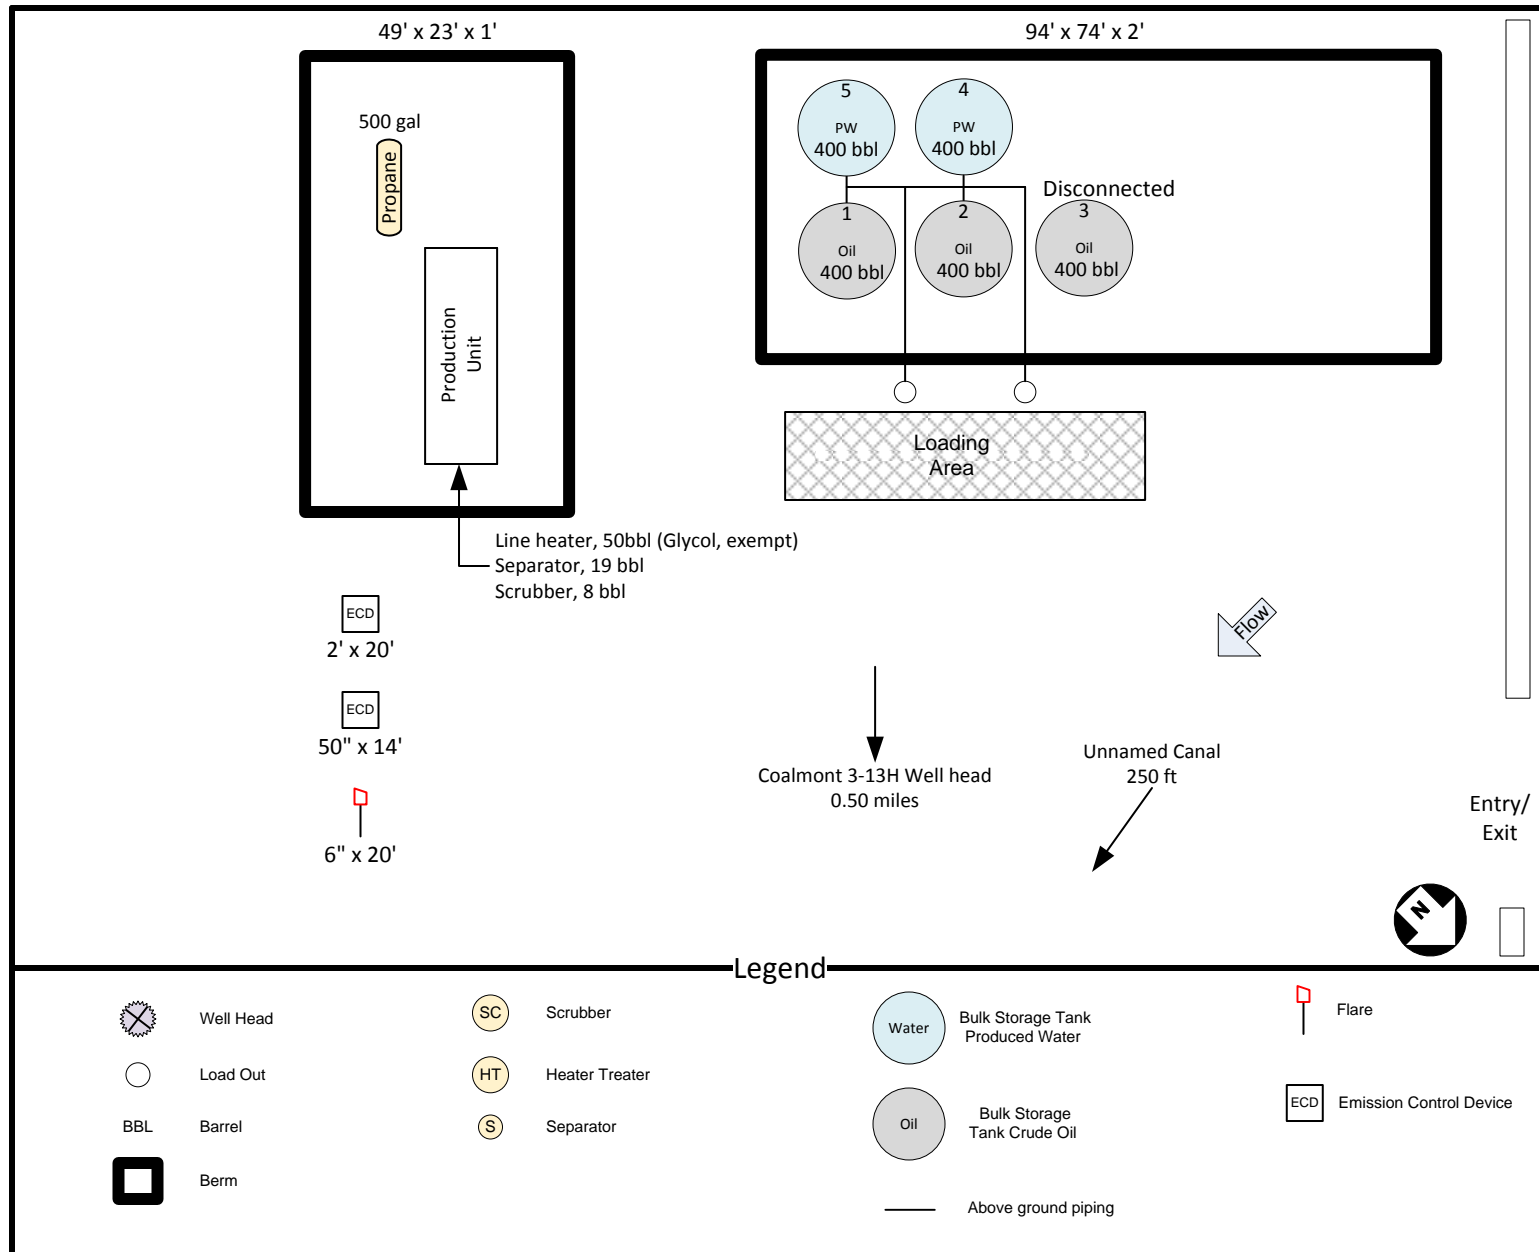 49' x 23' x 1'
94' x 74' x 2'
500 gal
Propane
Production
Unit
5
PW
400 bbl
4
PW
400 bbl
Disconnected
1
Oil
400 bbl
2
Oil
400 bbl
3
Oil
400 bbl
Loading
Area
Line heater, 50bbl (Glycol, exempt)
Separator, 19 bbl
Scrubber, 8 bbl
ECD
2' x 20'
ECD
50" x 14'
6" x 20'
Flow
Coalmont 3-13H Well head
0.50 miles
Unnamed Canal
250 ft
Entry/
Exit
N
Legend
Well Head
Load Out
BBL Barrel
Berm
SC Scrubber
HT Heater Treater
S Separator
Water
Bulk Storage Tank
Produced Water
Oil
Bulk Storage
Tank Crude Oil
Above ground piping
Flare
ECD Emission Control Device